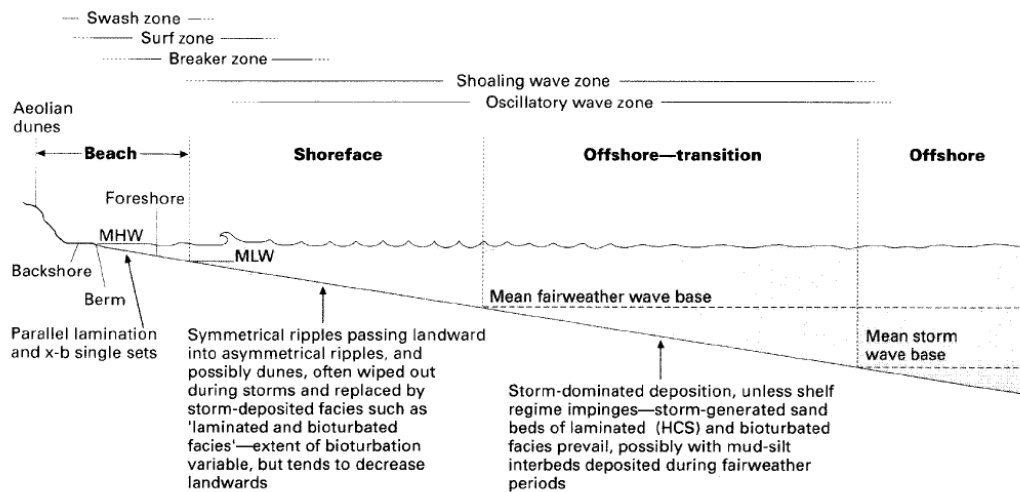 Swash zone
Surf zone
Breaker zone
Shoaling wave zone
Oscillatory wave zone
Aeolian
dunes
Beach
Shoreface
Offshore—transition
Offshore
Foreshore
MHW
MLW
Backshore
Berm
Mean fairweather wave base
Mean storm
wave base
Parallel lamination
and x-b single sets
Symmetrical ripples passing landward
into asymmetrical ripples, and
possibly dunes, often wiped out
during storms and replaced by
storm-deposited facies such as
'laminated and bioturbated
facies'—extent of bioturbation
variable, but tends to decrease
landwards
Storm-dominated deposition, unless shelf
regime impinges—storm-generated sand
beds of laminated (HCS) and bioturbated
facies prevail, possibly with mud-silt
interbeds deposited during fairweather
periods